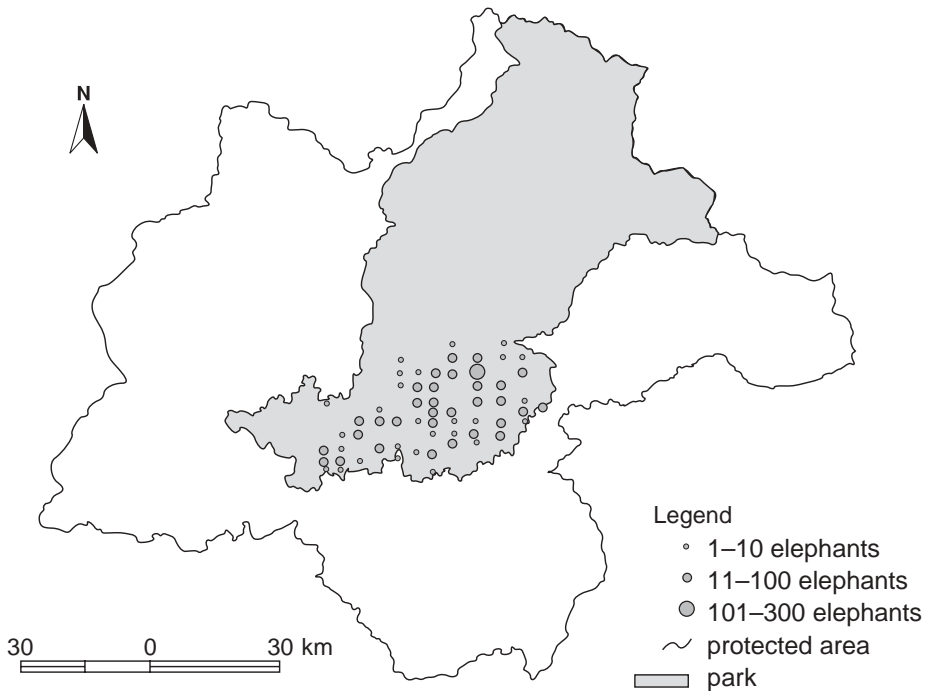 N
Legend
1–10 elephants
11–100 elephants
101–300 elephants
protected area
park
30 0 30 km